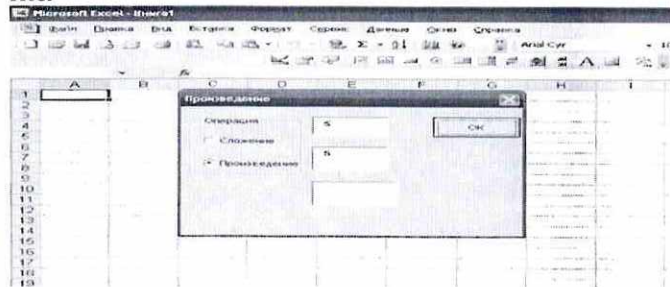 Microsoft Excel - Книга1
Файл Правка Вид Вставка Формат Сервис Данные Окно Справка
Arial Cyr
A B C D E F G H I
1
2
3
4
5
6
7
8
9
10
11
12
13
14
15
16
17
18
19
Произведение
Операция
Сложение
Произведение
5
5
OK